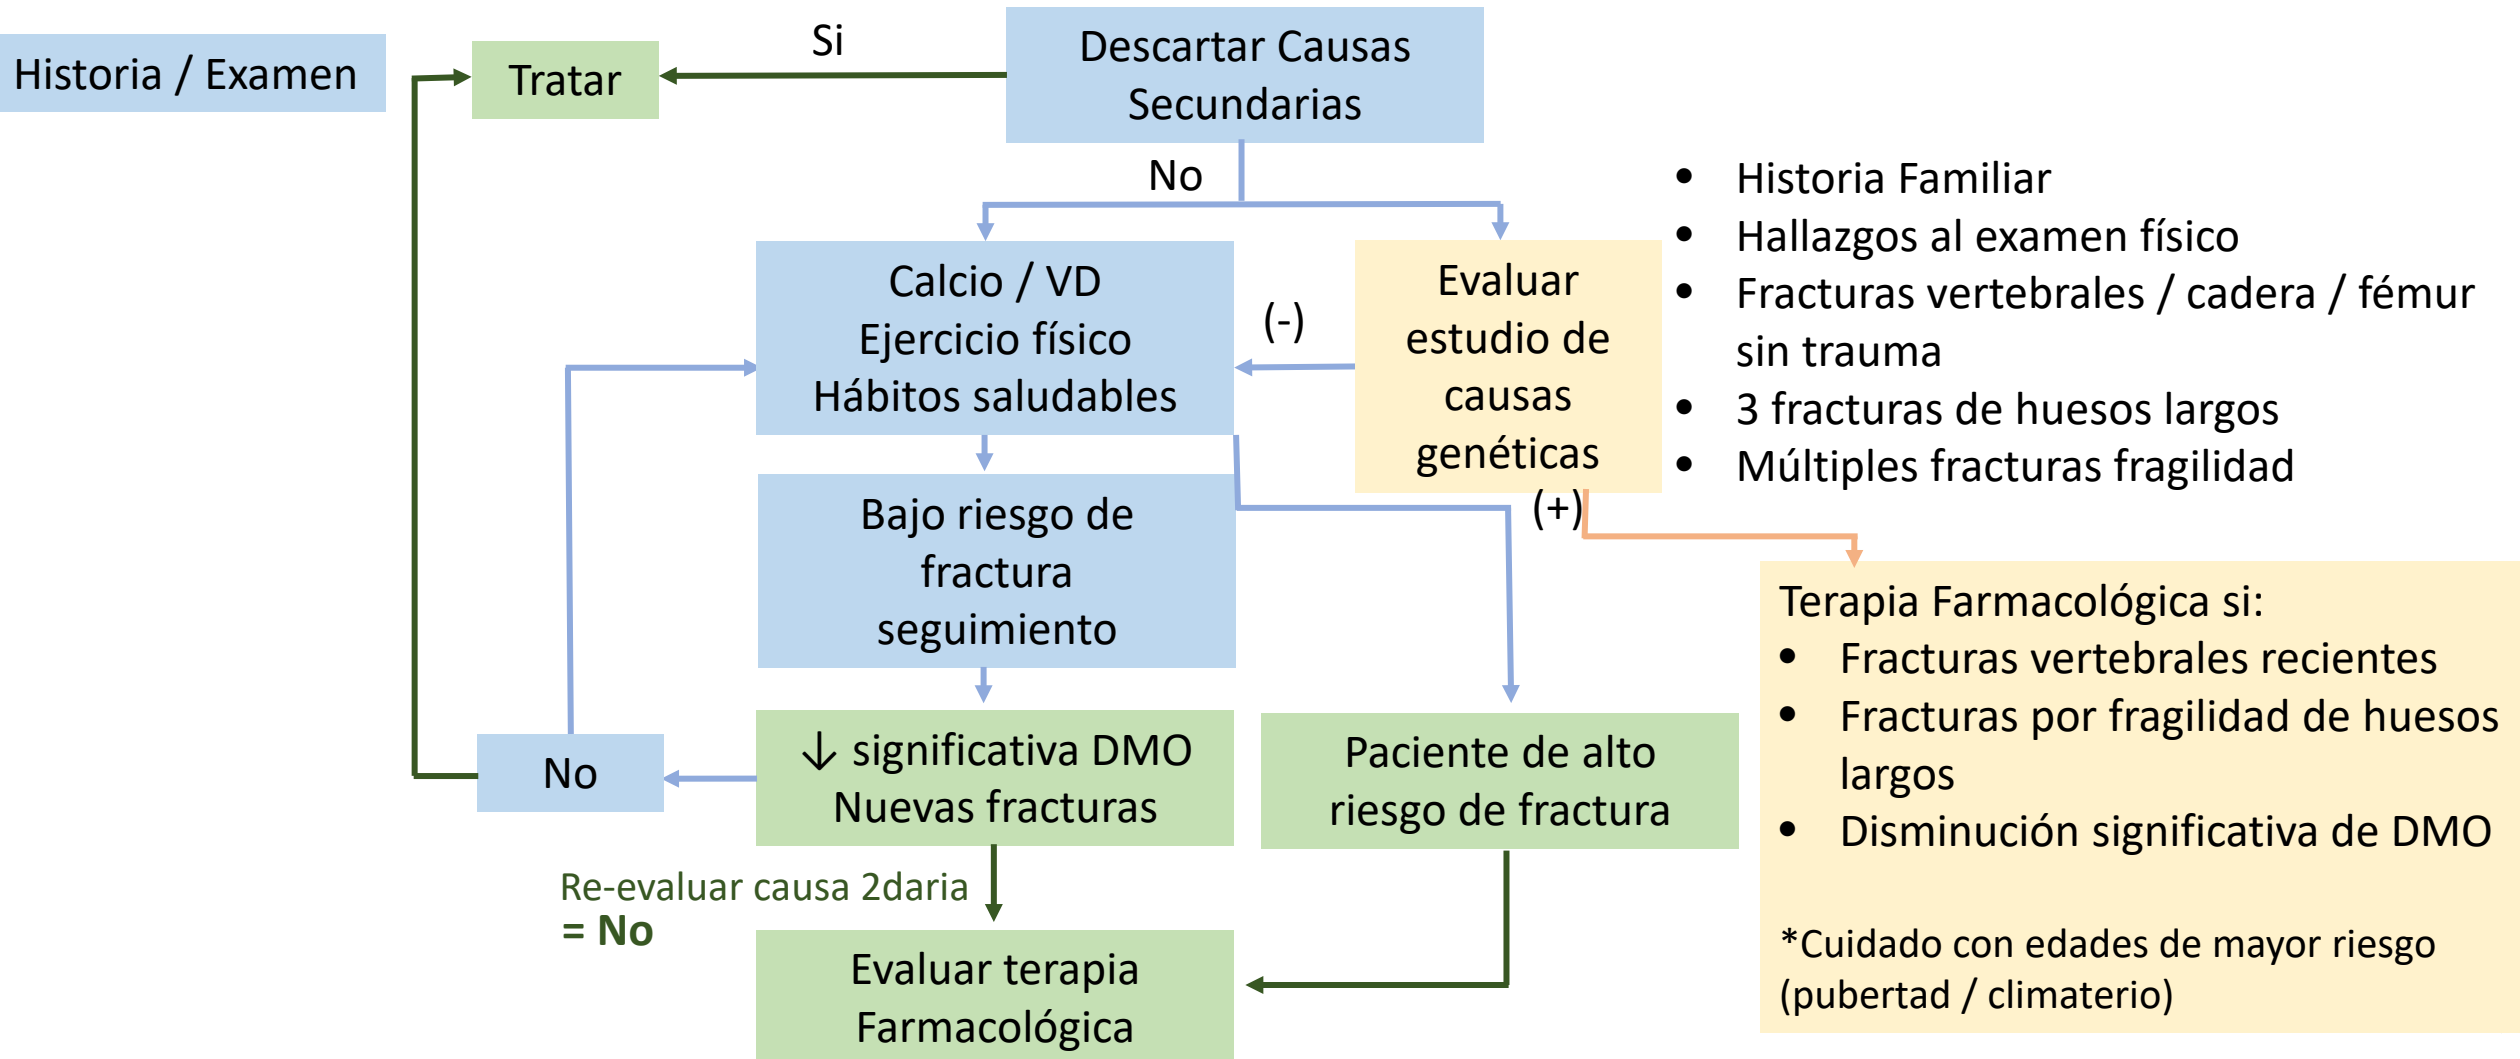 Historia / Examen
Tratar
Si
Descartar Causas
Secundarias
No
Calcio / VD
Ejercicio físico
Hábitos saludables
(-)
Evaluar
estudio de
causas
genéticas
(+)
• Historia Familiar
• Hallazgos al examen físico
• Fracturas vertebrales / cadera / fémur
sin trauma
• 3 fracturas de huesos largos
• Múltiples fracturas fragilidad
Bajo riesgo de
fractura
seguimiento
No
↓ significativa DMO
Nuevas fracturas
Paciente de alto
riesgo de fractura
Terapia Farmacológica si:
• Fracturas vertebrales recientes
• Fracturas por fragilidad de huesos
largos
• Disminución significativa de DMO
*Cuidado con edades de mayor riesgo
(pubertad / climaterio)
Re-evaluar causa 2daria
= No
Evaluar terapia
Farmacológica